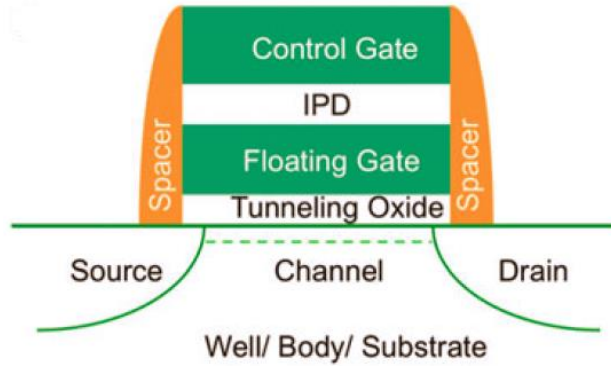 Control Gate
IPD
Floating Gate
Spacer
Spacer
Tunneling Oxide
Source
Channel
Drain
Well/ Body/ Substrate